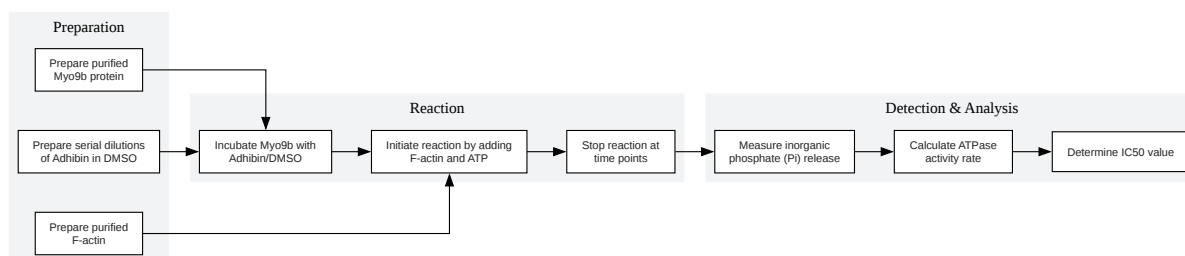 Preparation
Prepare purified
Myo9b protein
Prepare serial dilutions
of Adhibin in DMSO
Prepare purified
F-actin
Reaction
Incubate Myo9b with
Adhibin/DMSO
Initiate reaction by adding
F-actin and ATP
Stop reaction at
time points
Detection & Analysis
Measure inorganic
phosphate (Pi) release
Calculate ATPase
activity rate
Determine IC50 value